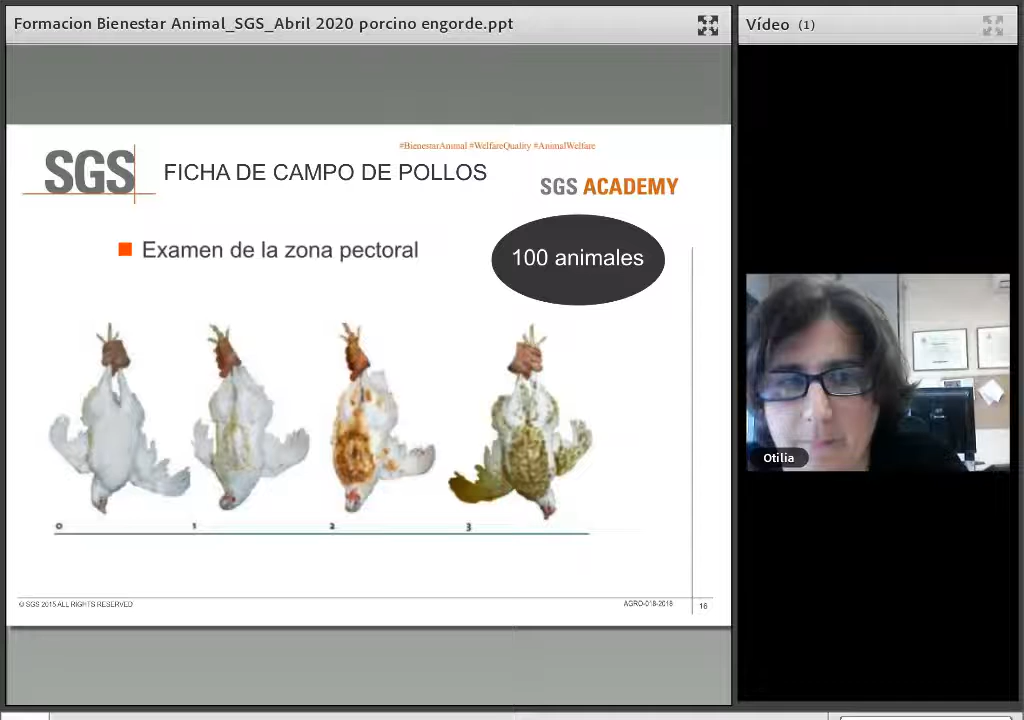 Formacion Bienestar Animal_SGS_Abril 2020 porcino engorde.ppt
Vídeo (1)
#BienestarAnimal #WelfareQuality #AnimalWelfare
SGS
FICHA DE CAMPO DE POLLOS
SGS ACADEMY
Examen de la zona pectoral
100 animales
0 1 2 3
Otilia
© SGS 2015 ALL RIGHTS RESERVED
AGRO-018-2018
16